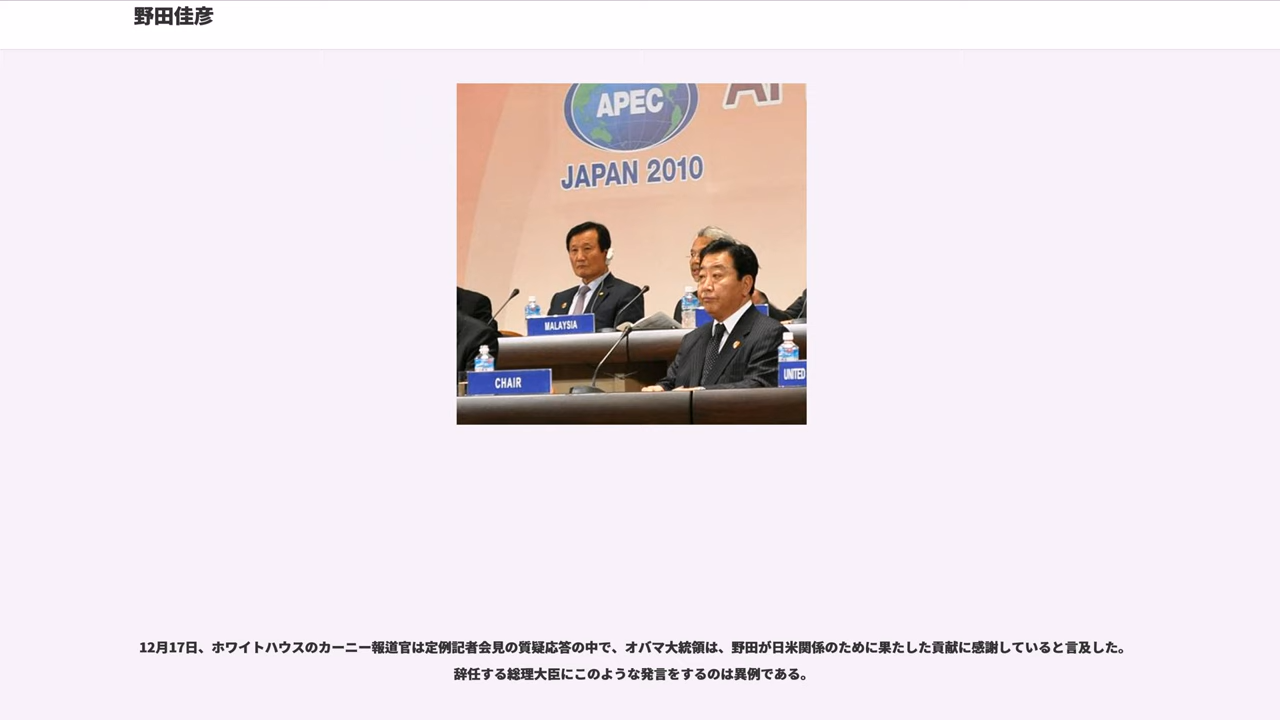 野田佳彦
APEC
JAPAN 2010
MALAYSIA
CHAIR
UNITED
12月17日、ホワイトハウスのカーニー報道官は定例記者会見の質疑応答の中で、オバマ大統領は、野田が日米関係のために果たした貢献に感謝していると言及した。
辞任する総理大臣にこのような発言をするのは異例である。